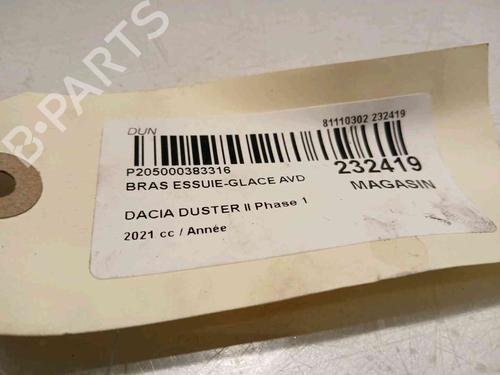 B-PARTS
DUN
81110302 232419
P205000383316
232419
BRAS ESSUIE-GLACE AVD
MAGASIN
DACIA DUSTER II Phase 1
2021 cc / Année